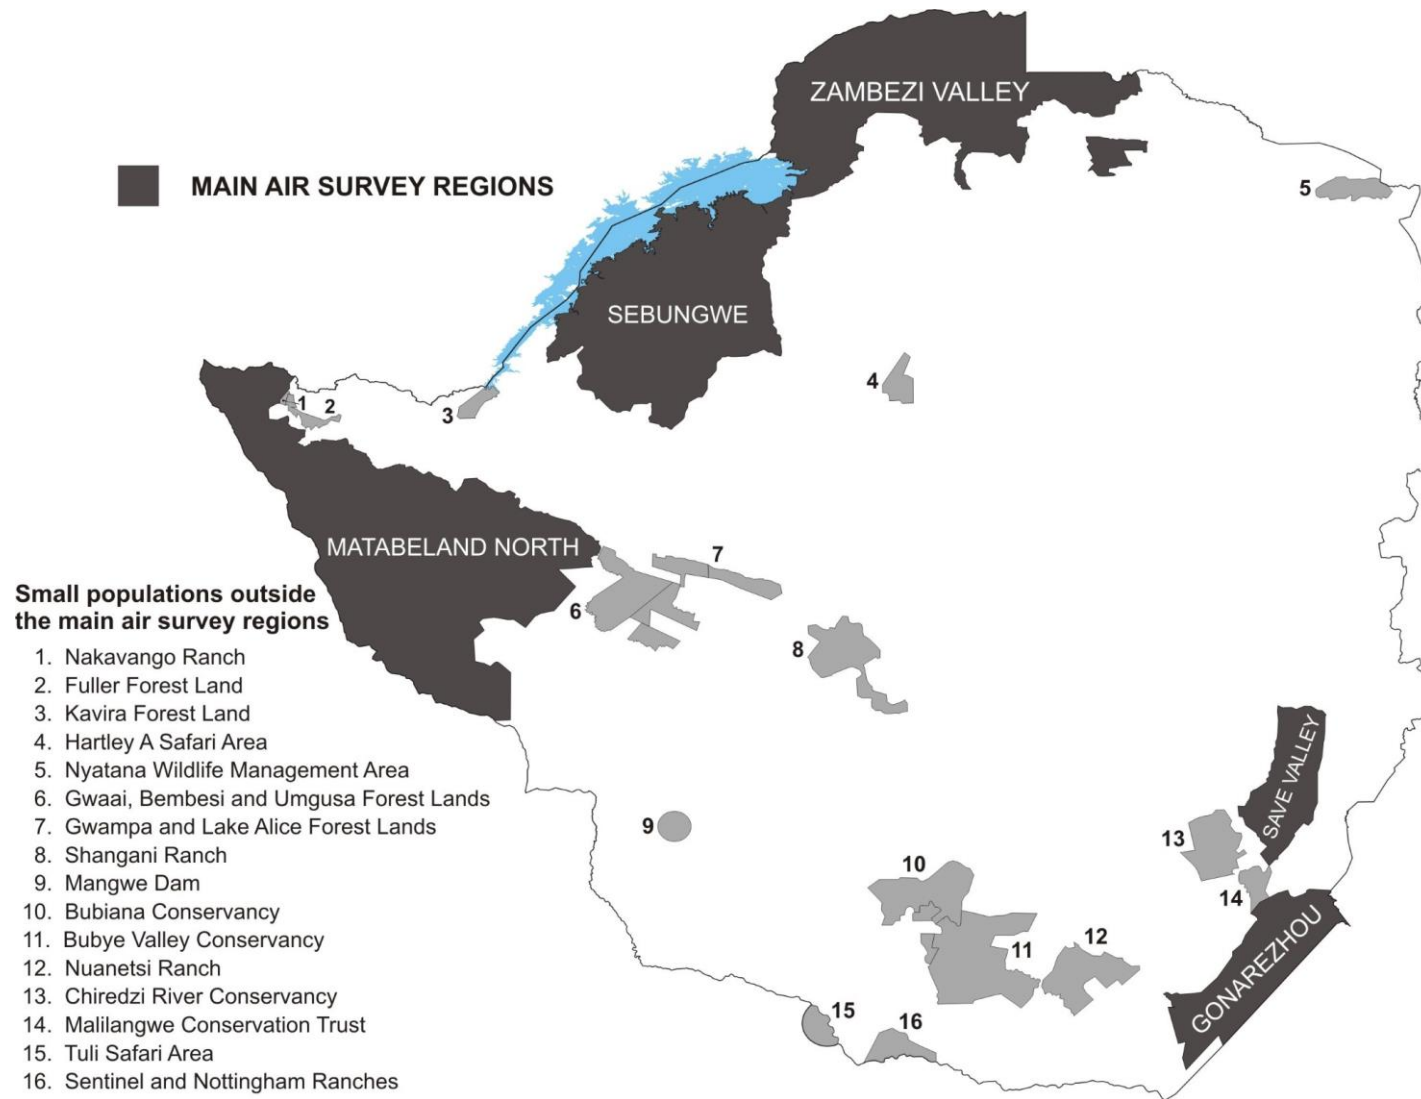 ZAMBEZI VALLEY
MAIN AIR SURVEY REGIONS
5
SEBUNGWE
4
1
2
3
MATABELAND NORTH
7
6
8
Small populations outside
the main air survey regions
1. Nakavango Ranch
2. Fuller Forest Land
3. Kavira Forest Land
4. Hartley A Safari Area
5. Nyatana Wildlife Management Area
6. Gwaai, Bembesi and Umgusa Forest Lands
7. Gwampa and Lake Alice Forest Lands
8. Shangani Ranch
9. Mangwe Dam
10. Bubiana Conservancy
11. Bubye Valley Conservancy
12. Nuanetsi Ranch
13. Chiredzi River Conservancy
14. Malilangwe Conservation Trust
15. Tuli Safari Area
16. Sentinel and Nottingham Ranches
SAVE VALLEY
9
13
10
14
11
12
GONAREZHOU
15
16